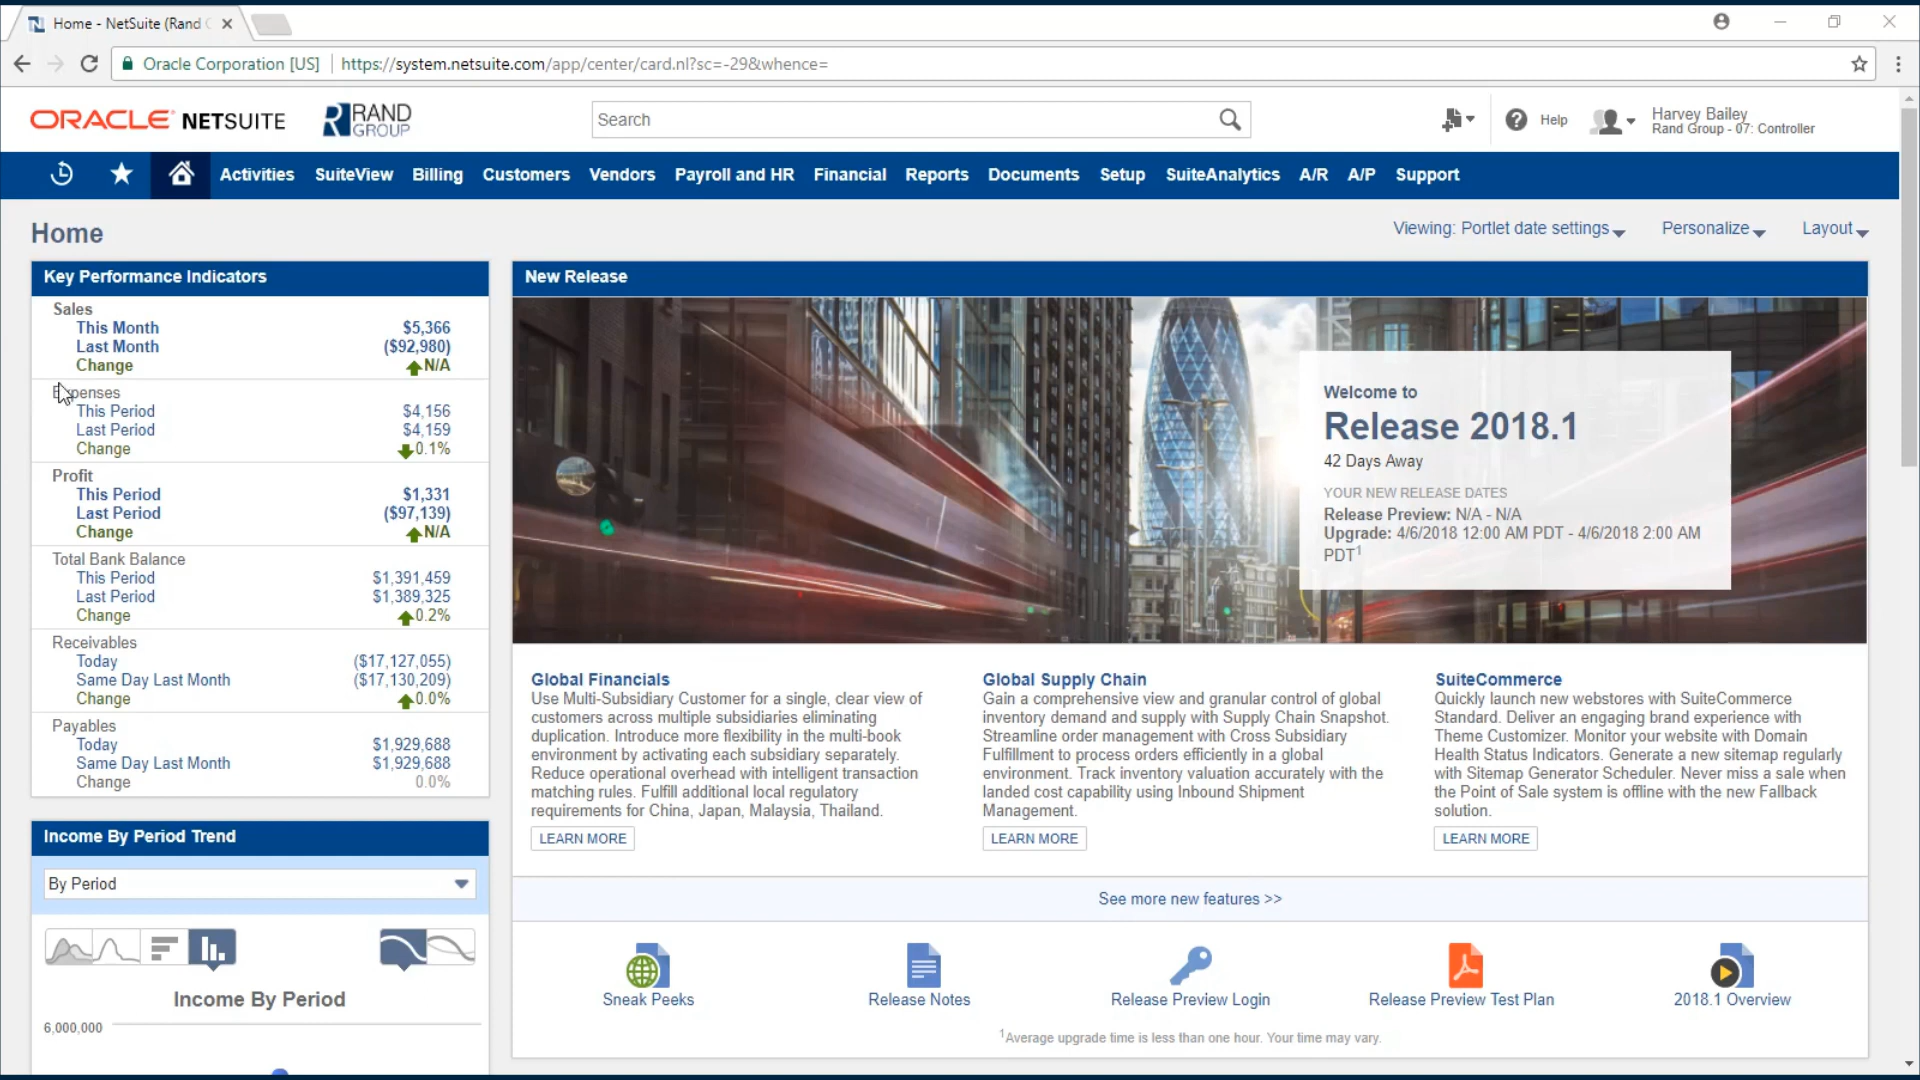 Home - NetSuite (Rand
Oracle Corporation [US]
https://system.netsuite.com/app/center/card.nl?sc=-29&whence=
ORACLE NETSUITE
RAND GROUP
Search
Help
Harvey Bailey
Rand Group - 07: Controller
Activities SuiteView Billing Customers Vendors Payroll and HR Financial Reports Documents Setup SuiteAnalytics A/R A/P Support
Home
Viewing: Portlet date settings Personalize Layout
Key Performance Indicators
Sales
This Month $5,366
Last Month ($92,980)
Change N/A
Expenses
This Period $4,156
Last Period $4,159
Change 0.1%
Profit
This Period $1,331
Last Period ($97,139)
Change N/A
Total Bank Balance
This Period $1,391,459
Last Period $1,389,325
Change 0.2%
Receivables
Today ($17,127,055)
Same Day Last Month ($17,130,209)
Change 0.0%
Payables
Today $1,929,688
Same Day Last Month $1,929,688
Change 0.0%
Income By Period Trend
By Period
Income By Period
6,000,000
New Release
Welcome to
Release 2018.1
42 Days Away
YOUR NEW RELEASE DATES
Release Preview: N/A - N/A
Upgrade: 4/6/2018 12:00 AM PDT - 4/6/2018 2:00 AM
PDT1
Global Financials
Use Multi-Subsidiary Customer for a single, clear view of
customers across multiple subsidiaries eliminating
duplication. Introduce more flexibility in the multi-book
environment by activating each subsidiary separately.
Reduce operational overhead with intelligent transaction
matching rules. Fulfill additional local regulatory
requirements for China, Japan, Malaysia, Thailand.
LEARN MORE
Global Supply Chain
Gain a comprehensive view and granular control of global
inventory demand and supply with Supply Chain Snapshot.
Streamline order management with Cross Subsidiary
Fulfillment to process orders efficiently in a global
environment. Track inventory valuation accurately with the
landed cost capability using Inbound Shipment
Management.
LEARN MORE
SuiteCommerce
Quickly launch new webstores with SuiteCommerce
Standard. Deliver an engaging brand experience with
Theme Customizer. Monitor your website with Domain
Health Status Indicators. Generate a new sitemap regularly
with Sitemap Generator Scheduler. Never miss a sale when
the Point of Sale system is offline with the new Fallback
solution.
LEARN MORE
See more new features >>
Sneak Peeks
Release Notes
Release Preview Login
Release Preview Test Plan
2018.1 Overview
1Average upgrade time is less than one hour. Your time may vary.